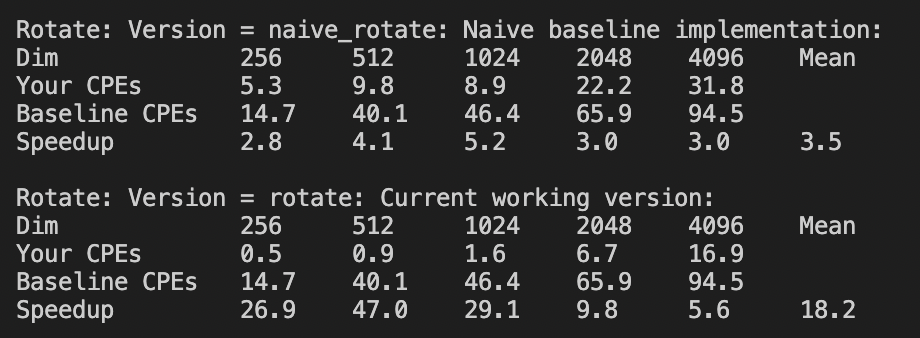 Rotate: Version = naive_rotate: Naive baseline implementation:
Dim 256 512 1024 2048 4096 Mean
Your CPEs 5.3 9.8 8.9 22.2 31.8
Baseline CPEs 14.7 40.1 46.4 65.9 94.5
Speedup 2.8 4.1 5.2 3.0 3.0 3.5
Rotate: Version = rotate: Current working version:
Dim 256 512 1024 2048 4096 Mean
Your CPEs 0.5 0.9 1.6 6.7 16.9
Baseline CPEs 14.7 40.1 46.4 65.9 94.5
Speedup 26.9 47.0 29.1 9.8 5.6 18.2